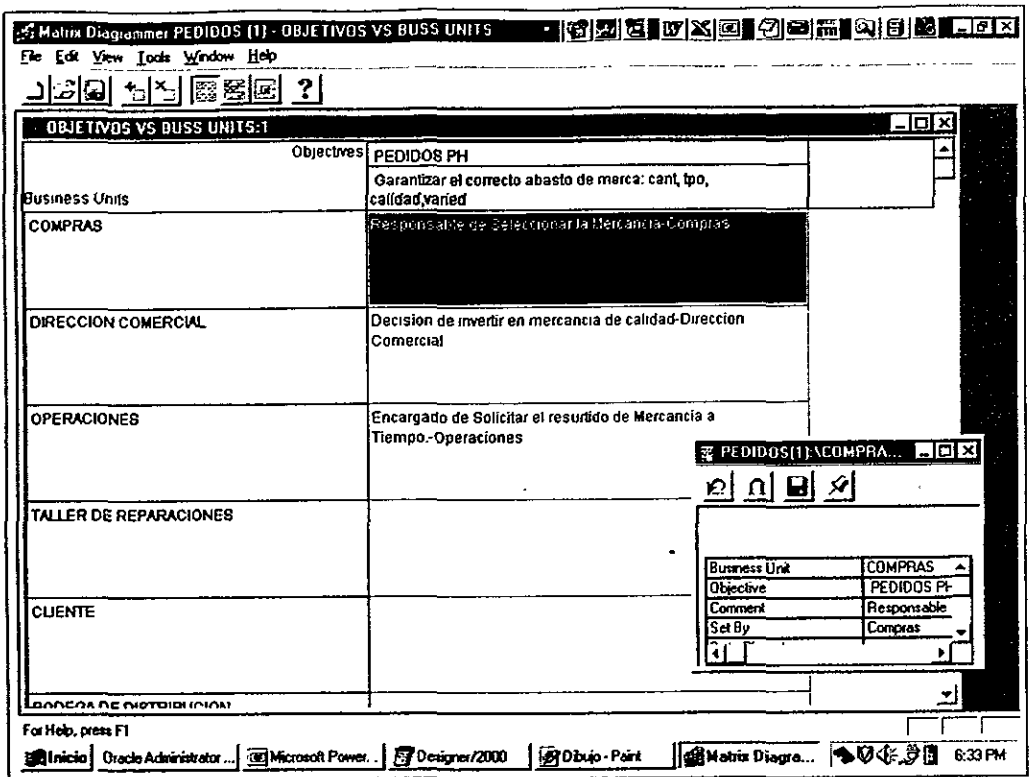 Matrix Diagrammer PEDIDOS (1) - OBJETIVOS VS BUSS UNITS
File Edit View Tools Window Help
OBJETIVOS VS BUSS UNITS:1
Objectives
PEDIDOS PH
Business Units
Garantizar el correcto abasto de merca: cant, tpo,
calidad,varied
COMPRAS
Responsable de Seleccionar la Mercancia-Compras
DIRECCION COMERCIAL
Decision de invertir en mercancia de calidad-Direccion
Comercial
OPERACIONES
Encargado de Solicitar el resurtido de Mercancia a
Tiempo.-Operaciones
TALLER DE REPARACIONES
CLIENTE
BODEGA DE DISTRIBUCION
PEDIDOS(1):\COMPRA...
Business Unit COMPRAS
Objective PEDIDOS PH
Comment Responsable
Set By Compras
For Help, press F1
Inicio
Oracle Administrator ...
Microsoft Power...
Designer/2000
Dibujo - Paint
Matrix Diagra...
6:33 PM